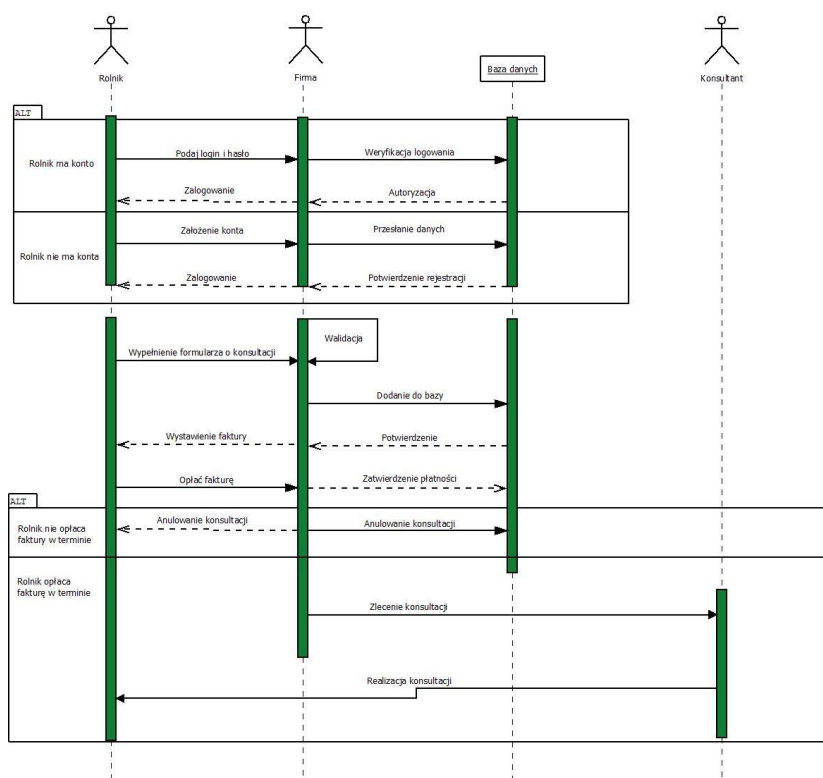 Rolnik
Firma
Baza danych
Konsultant
ALT
Rolnik ma konto
Podaj login i hasło
Weryfikacja logowania
Zalogowanie
Autoryzacja
Rolnik nie ma konta
Założenie konta
Przesłanie danych
Zalogowanie
Potwierdzenie rejestracji
Walidacja
Wypełnienie formularza o konsultacji
Dodanie do bazy
Wystawienie faktury
Potwierdzenie
Opłać fakturę
Zatwierdzenie płatności
ALT
Rolnik nie opłaca
faktury w terminie
Anulowanie konsultacji
Anulowanie konsultacji
Rolnik opłaca
fakturę w terminie
Zlecenie konsultacji
Realizacja konsultacji